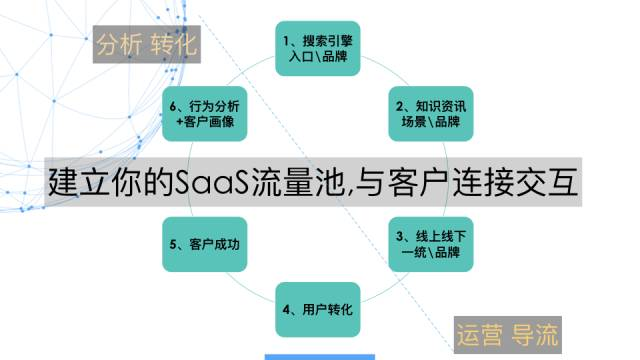 分析 转化
1、搜索引擎
入口\品牌
6、行为分析
+客户画像
2、知识资讯
场景\品牌
建立你的SaaS流量池,与客户连接交互
5、客户成功
3、线上线下
一统\品牌
4、用户转化
运营 导流